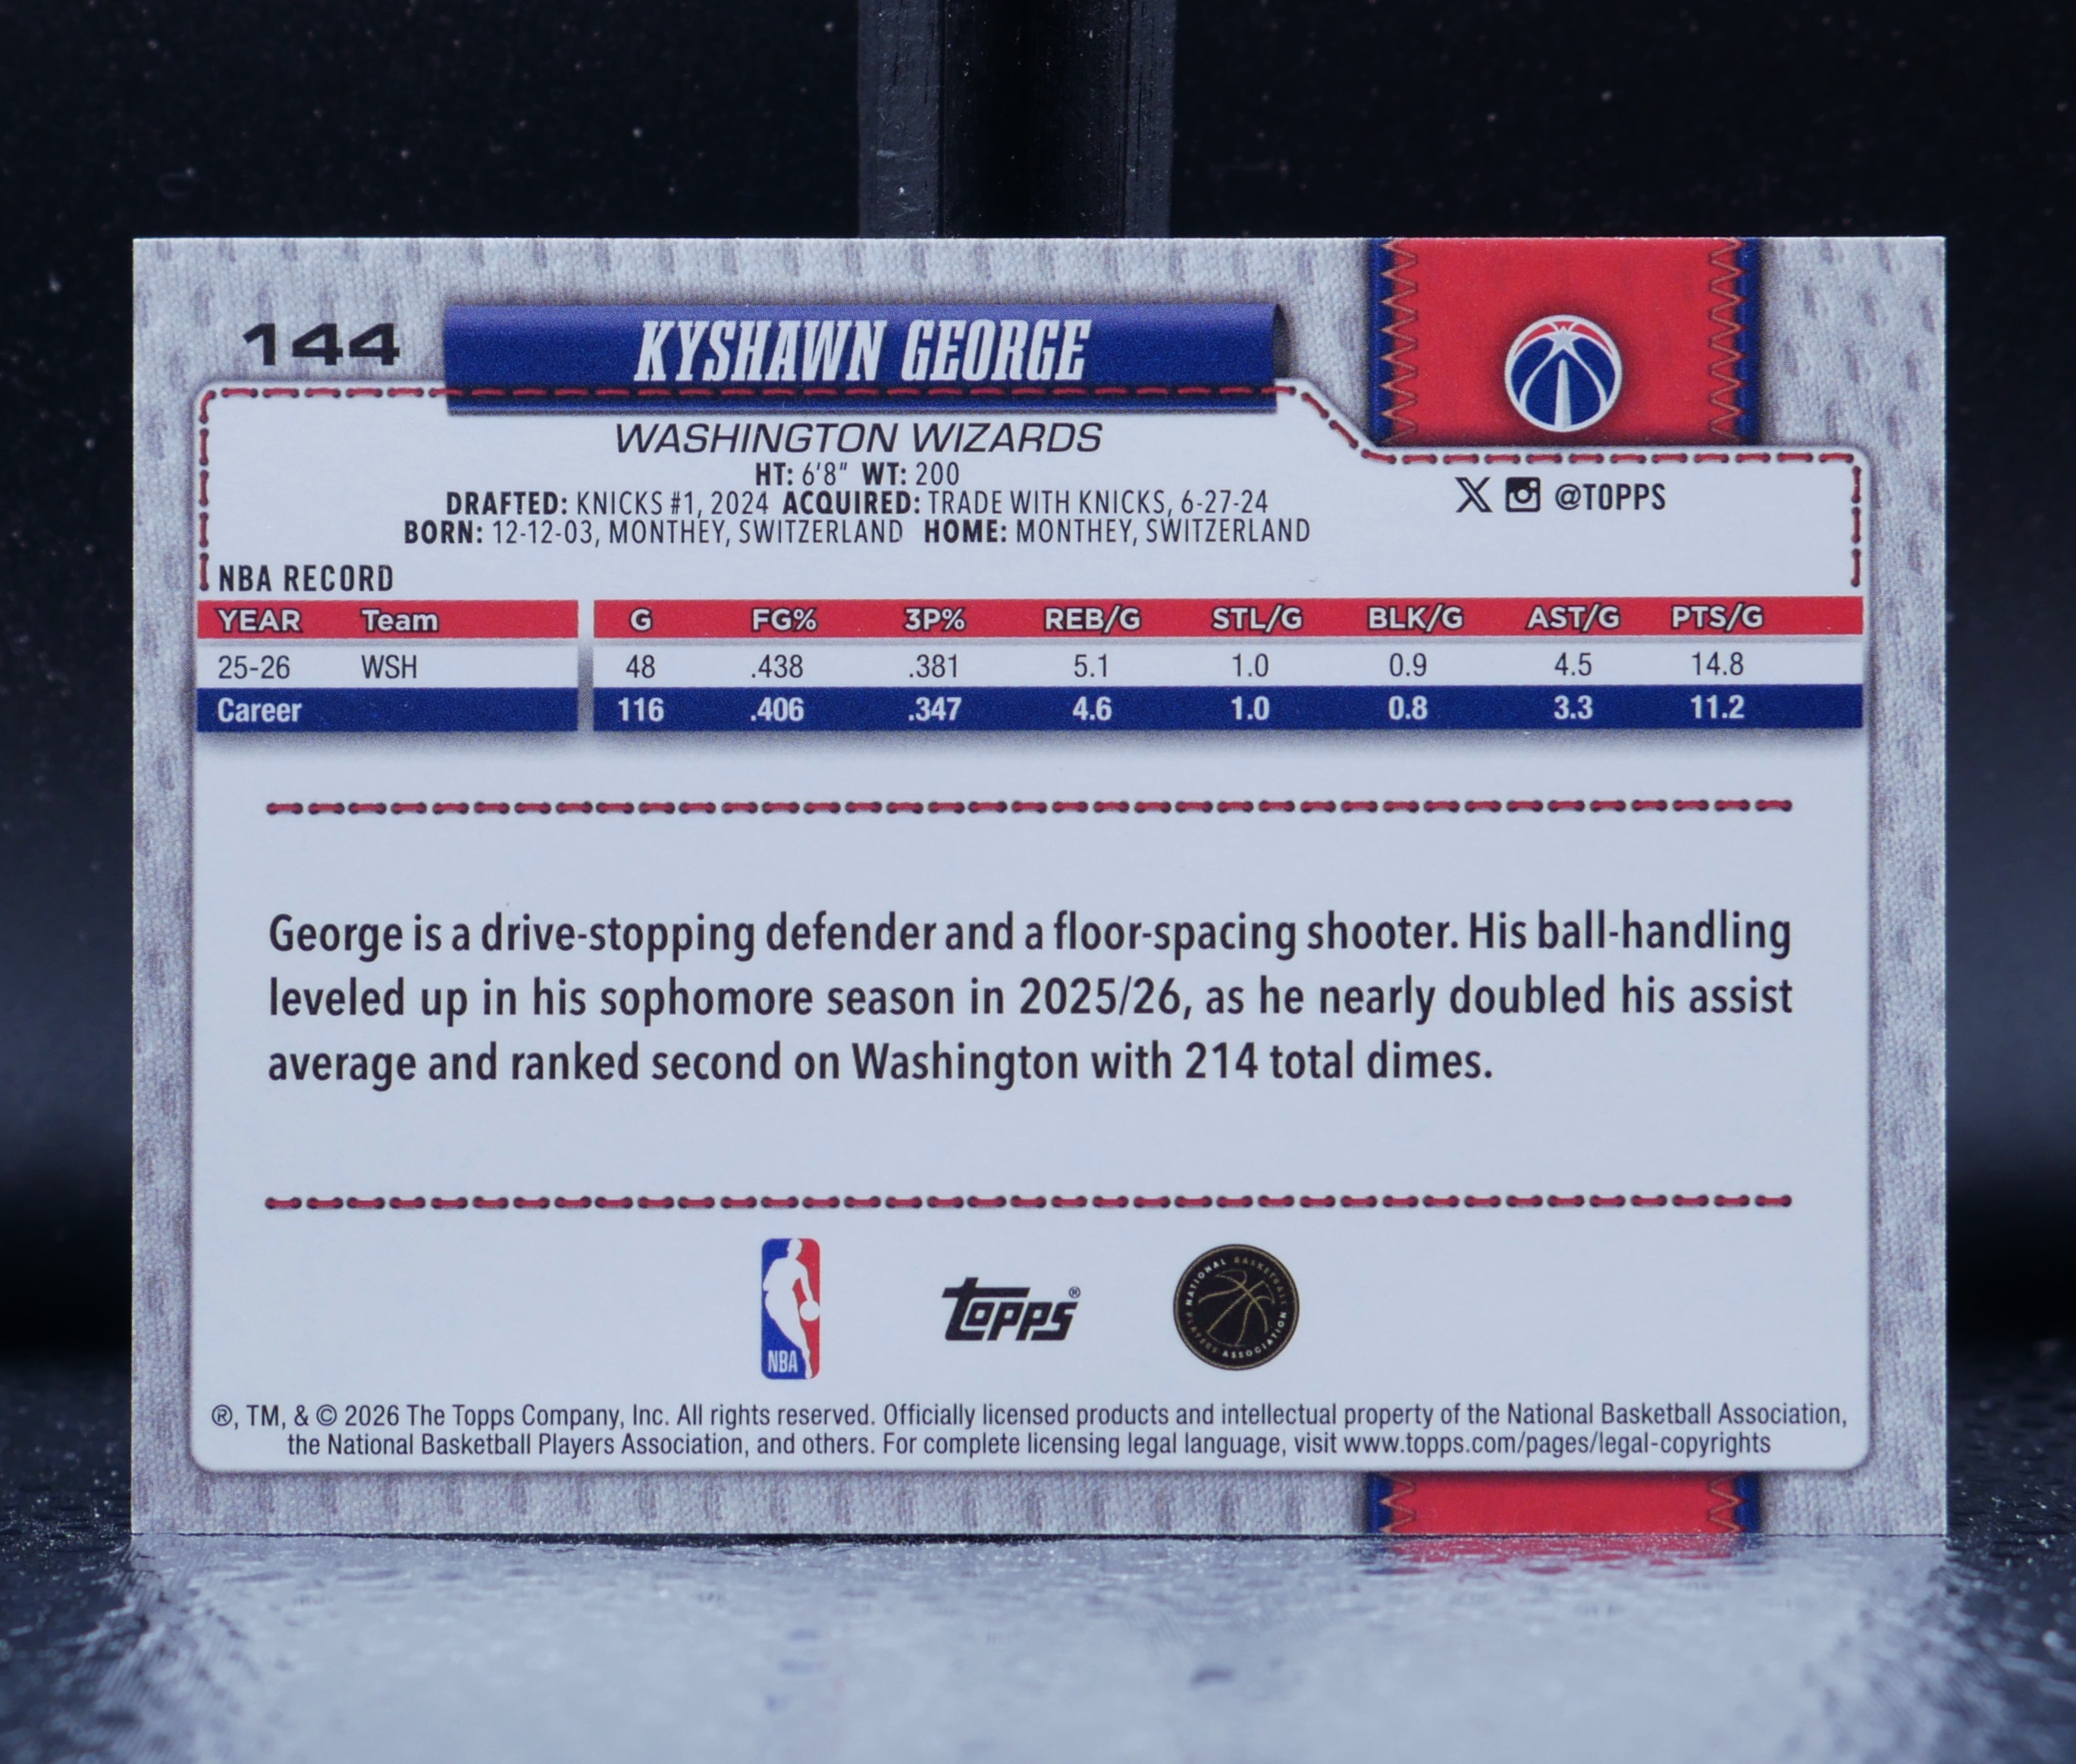 144
KYSHAWN GEORGE
WASHINGTON WIZARDS
HT: 6'8" WT: 200
DRAFTED: KNICKS #1, 2024 ACQUIRED: TRADE WITH KNICKS, 6-27-24
BORN: 12-12-03, MONTHEY, SWITZERLAND HOME: MONTHEY, SWITZERLAND
@TOPPS
NBA RECORD
YEAR Team G FG% 3P% REB/G STL/G BLK/G AST/G PTS/G
25-26 WSH 48 .438 .381 5.1 1.0 0.9 4.5 14.8
Career 116 .406 .347 4.6 1.0 0.8 3.3 11.2
George is a drive-stopping defender and a floor-spacing shooter. His ball-handling
leveled up in his sophomore season in 2025/26, as he nearly doubled his assist
average and ranked second on Washington with 214 total dimes.
NBA
topps®
NATIONAL BASKETBALL PLAYERS ASSOCIATION
®, TM, & © 2026 The Topps Company, Inc. All rights reserved. Officially licensed products and intellectual property of the National Basketball Association,
the National Basketball Players Association, and others. For complete licensing legal language, visit www.topps.com/pages/legal-copyrights